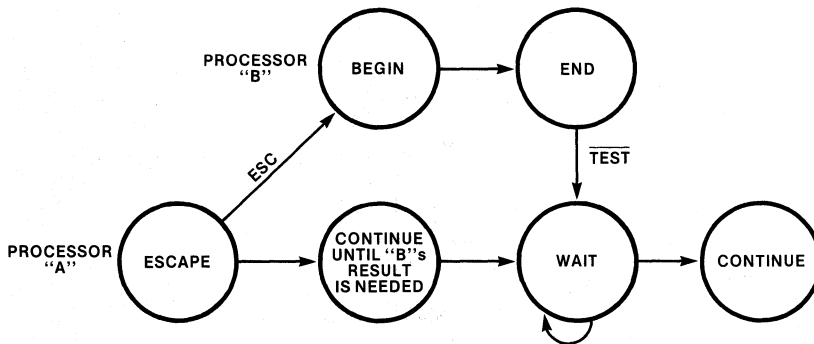 PROCESSOR
“B”
BEGIN
END
ESC
TEST
PROCESSOR
“A”
ESCAPE
CONTINUE
UNTIL “B”s
RESULT
IS NEEDED
WAIT
CONTINUE